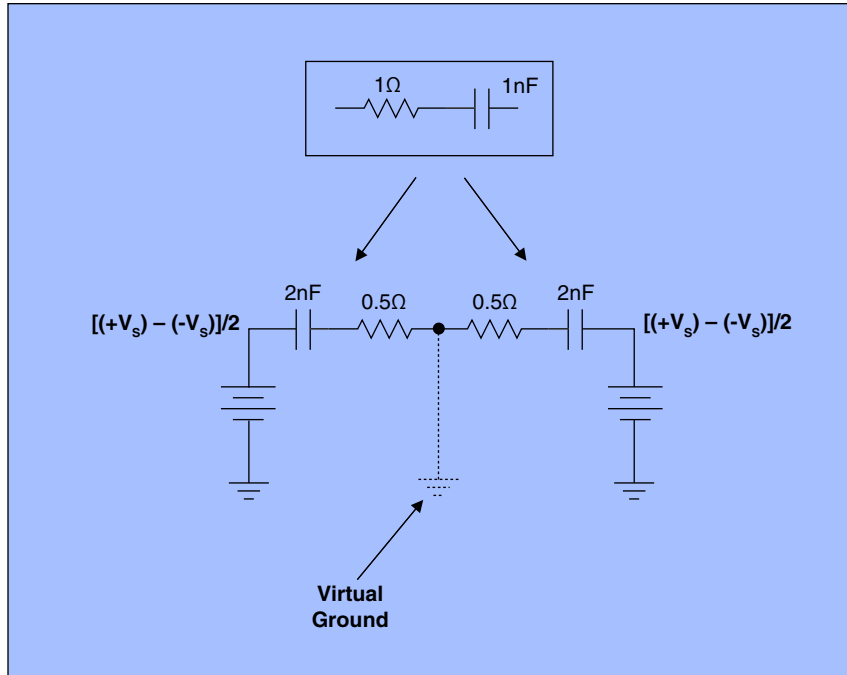 1Ω 1nF
2nF 0.5Ω 0.5Ω 2nF
[(+Vs) – (-Vs)]/2 [(+Vs) – (-Vs)]/2
Virtual
Ground